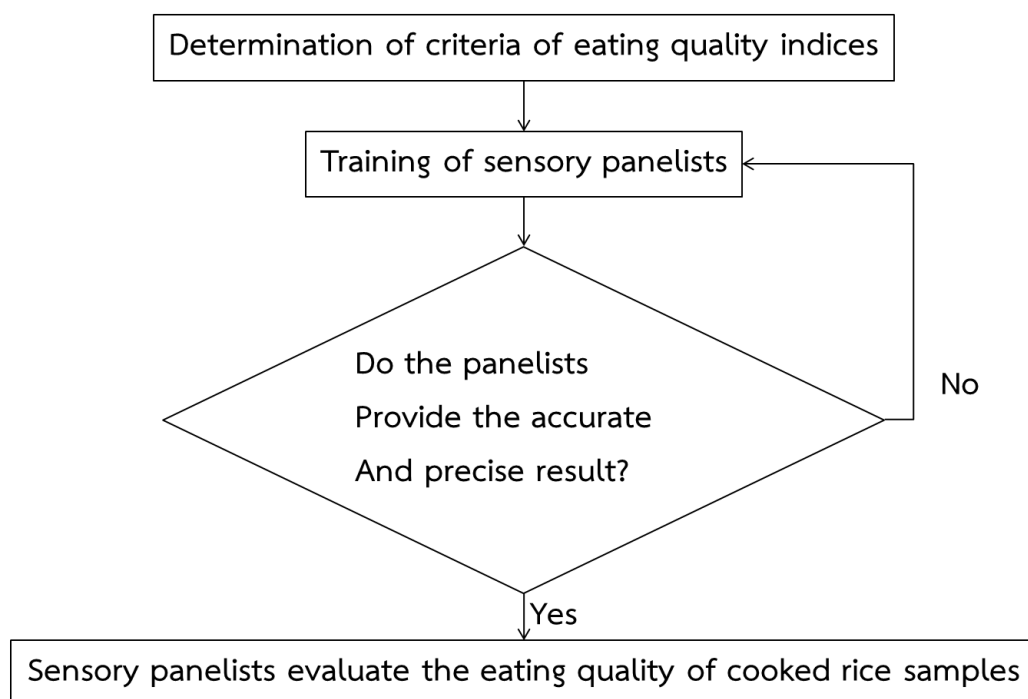 Determination of criteria of eating quality indices
Training of sensory panelists
Do the panelists
Provide the accurate
And precise result?
No
Yes
Sensory panelists evaluate the eating quality of cooked rice samples